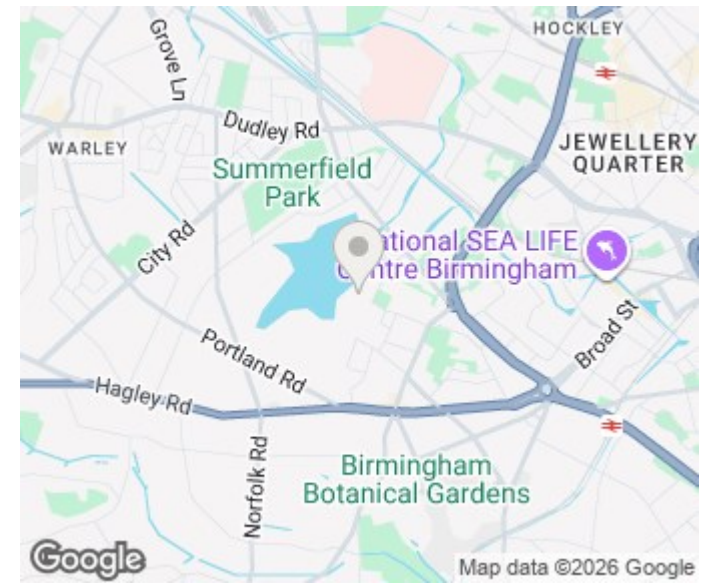 HOCKLEY
Grove Ln
Dudley Rd
WARLEY
JEWELLERY
QUARTER
Summerfield
Park
City Rd
ational SEA LIFE
Centre Birmingham
Broad St
Portland Rd
Hagley Rd
Norfolk Rd
Birmingham
Botanical Gardens
Google
Map data ©2026 Google